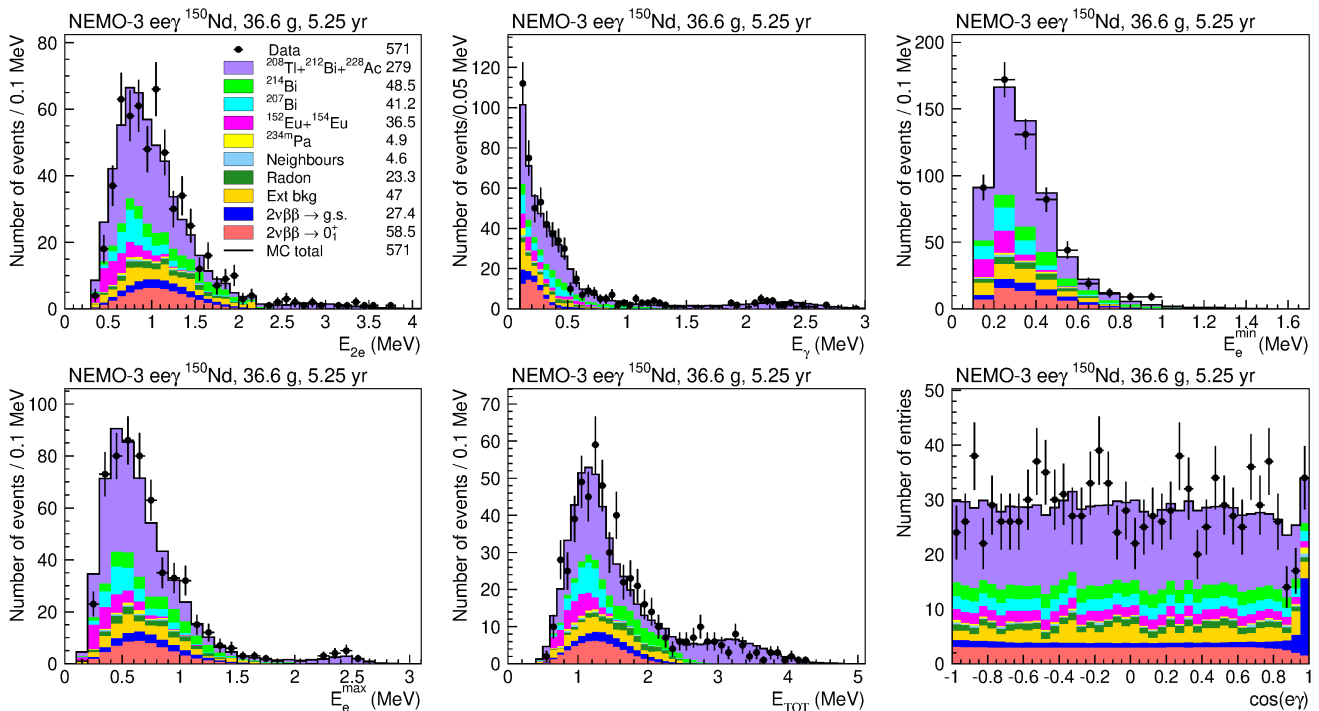 NEMO-3 eeγ ¹⁵⁰Nd, 36.6 g, 5.25 yr
Number of events / 0.1 MeV
80
60
40
20
0
Data 571
²⁰⁸Tl+²¹²Bi+²²⁸Ac 279
²¹⁴Bi 48.5
²⁰⁷Bi 41.2
¹⁵²Eu+¹⁵⁴Eu 36.5
²³⁴ᵐPa 4.9
Neighbours 4.6
Radon 23.3
Ext bkg 47
2νββ → g.s. 27.4
2νββ → 0₁⁺ 58.5
MC total 571
0 0.5 1 1.5 2 2.5 3 3.5 4
E₂ₑ (MeV)
NEMO-3 eeγ ¹⁵⁰Nd, 36.6 g, 5.25 yr
Number of events/0.05 MeV
120
100
80
60
40
20
0
0 0.5 1 1.5 2 2.5 3
E_γ (MeV)
NEMO-3 eeγ ¹⁵⁰Nd, 36.6 g, 5.25 yr
Number of events / 0.1 MeV
200
150
100
50
0
0 0.2 0.4 0.6 0.8 1 1.2 1.4 1.6
E_e^min (MeV)
NEMO-3 eeγ ¹⁵⁰Nd, 36.6 g, 5.25 yr
Number of events / 0.1 MeV
100
80
60
40
20
0
0 0.5 1 1.5 2 2.5 3
E_e^max (MeV)
NEMO-3 eeγ ¹⁵⁰Nd, 36.6 g, 5.25 yr
Number of events / 0.1 MeV
70
60
50
40
30
20
10
0
0 1 2 3 4 5
E_TOT (MeV)
NEMO-3 eeγ ¹⁵⁰Nd, 36.6 g, 5.25 yr
Number of entries
50
40
30
20
10
0
-1 -0.8 -0.6 -0.4 -0.2 0 0.2 0.4 0.6 0.8 1
cos(eγ)